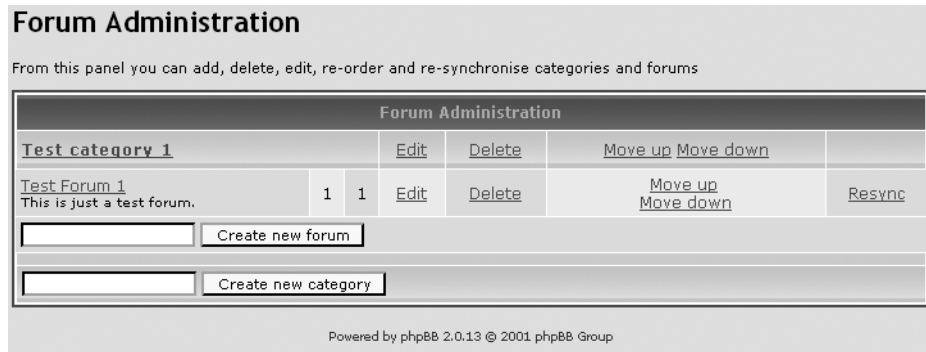 Forum Administration
From this panel you can add, delete, edit, re-order and re-synchronise categories and forums
Forum Administration
Test category 1 Edit Delete Move up Move down
Test Forum 1 1 1 Edit Delete Move up Resync
This is just a test forum. Move down
Create new forum
Create new category
Powered by phpBB 2.0.13 © 2001 phpBB Group